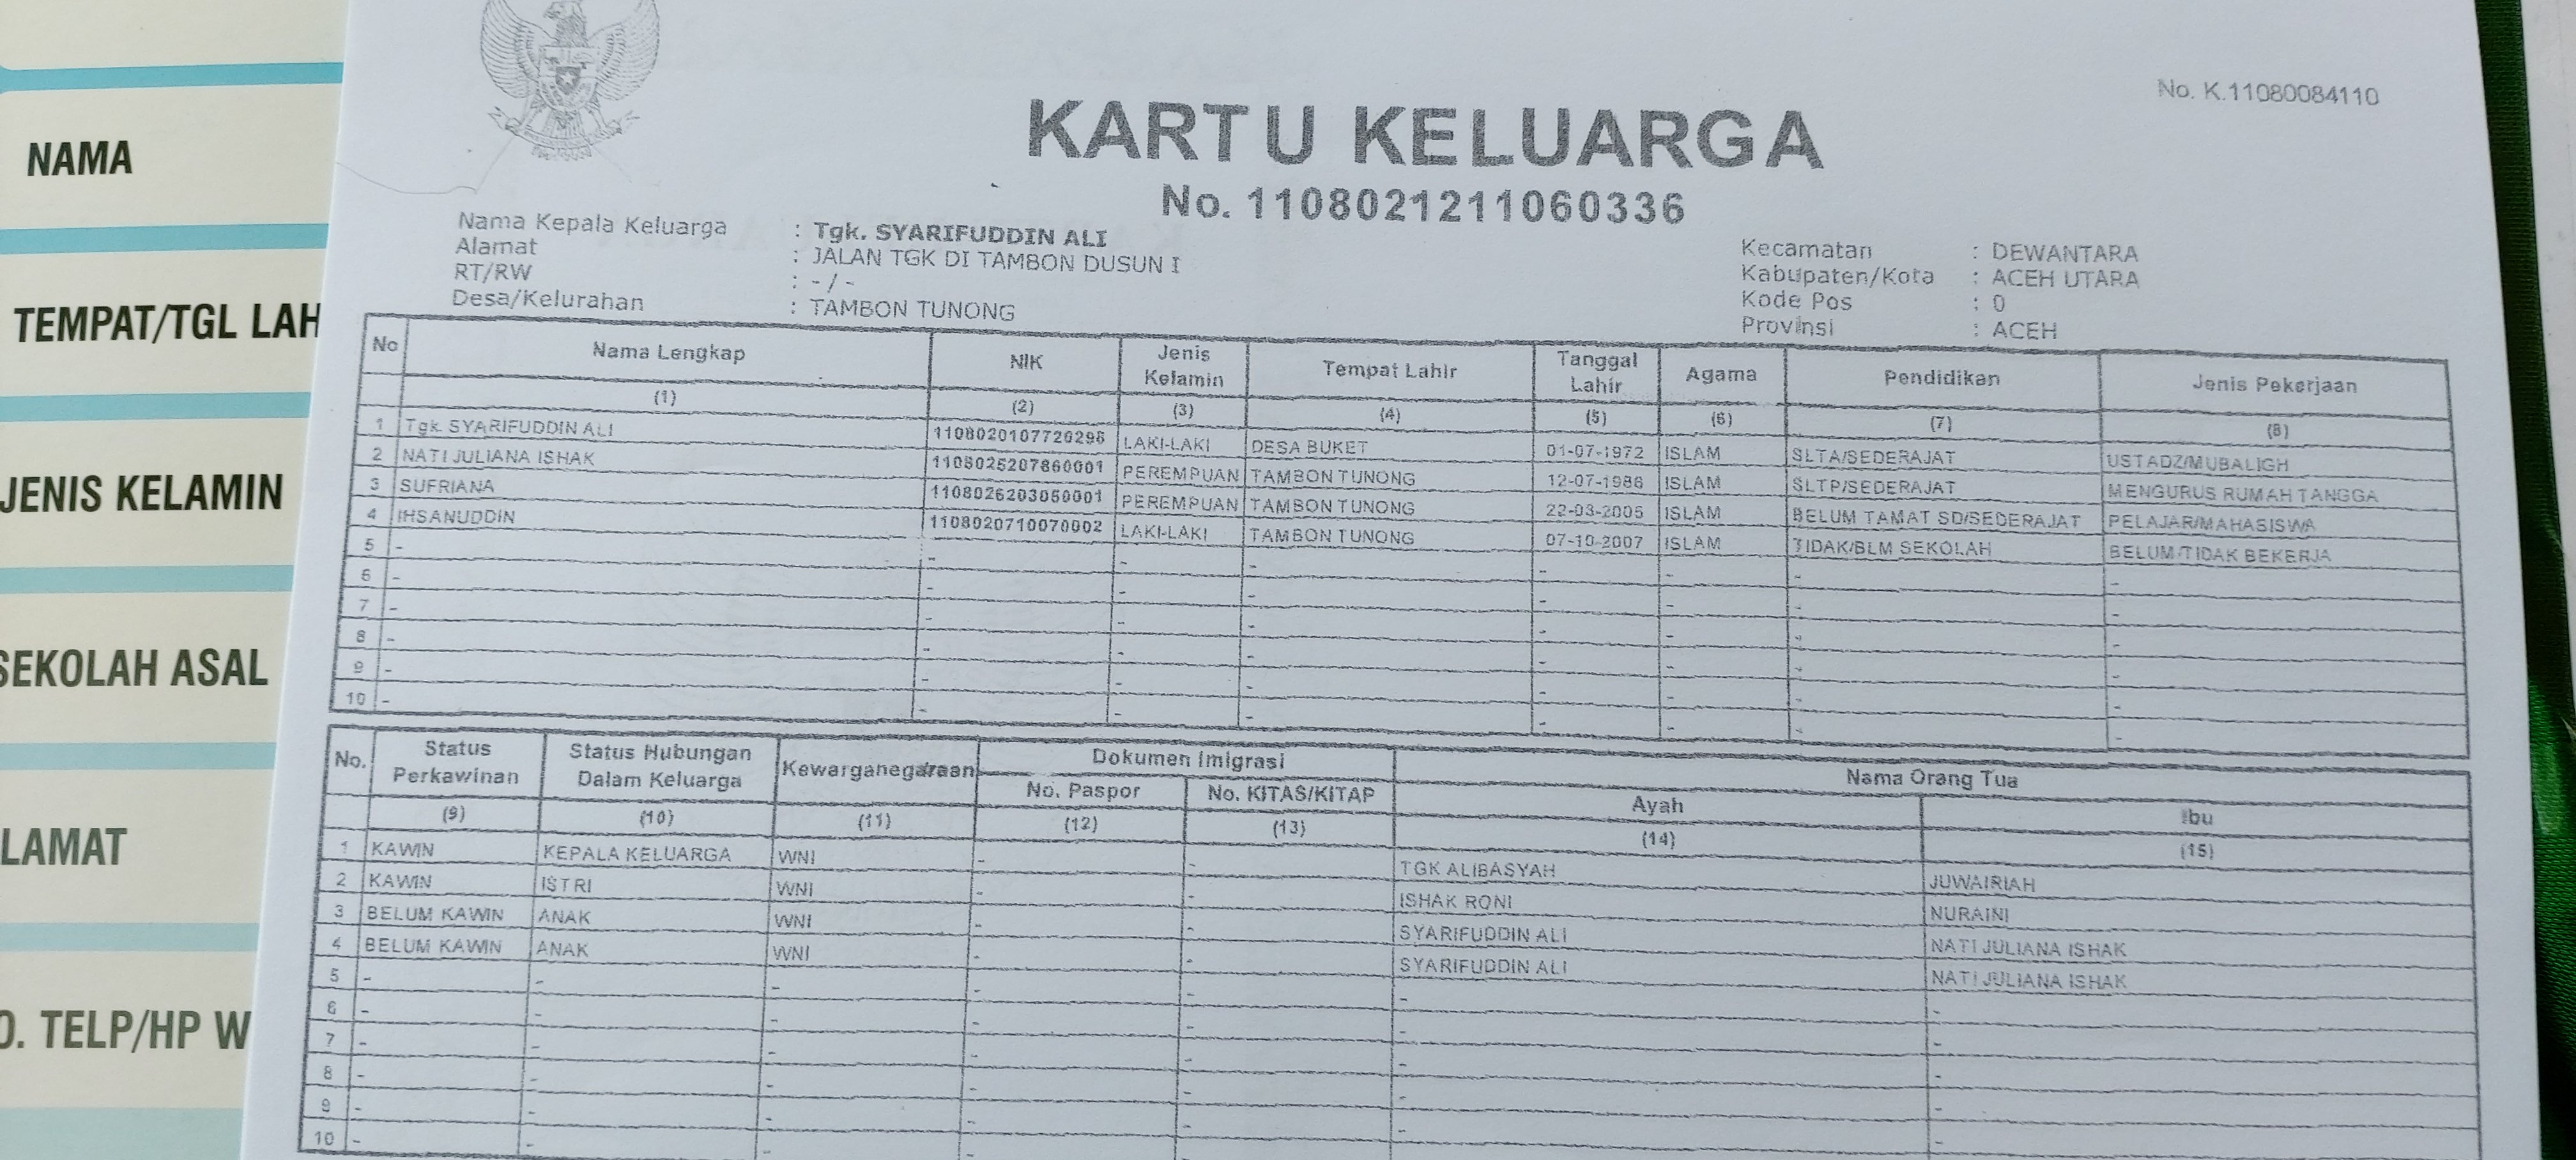 NAMA
TEMPAT/TGL LAH
JENIS KELAMIN
SEKOLAH ASAL
LAMAT
O. TELP/HP W
No. K.11080084110
KARTU KELUARGA
No. 1108021211060336
Nama Kepala Keluarga : Tgk. SYARIFUDDIN ALI
Alamat : JALAN TGK DI TAMBON DUSUN I
RT/RW : - / -
Desa/Kelurahan : TAMBON TUNONG
Kecamatan : DEWANTARA
Kabupaten/Kota : ACEH UTARA
Kode Pos : 0
Provinsi : ACEH
No Nama Lengkap NIK Jenis Kelamin Tempat Lahir Tanggal Lahir Agama Pendidikan Jenis Pekerjaan
(1) (2) (3) (4) (5) (6) (7) (8)
1 Tgk. SYARIFUDDIN ALI 1108020107720296 LAKI-LAKI DESA BUKET 01-07-1972 ISLAM SLTA/SEDERAJAT USTADZ/MUBALIGH
2 NATI JULIANA ISHAK 1108025207860001 PEREMPUAN TAMBON TUNONG 12-07-1986 ISLAM SLTP/SEDERAJAT MENGURUS RUMAH TANGGA
3 SUFRIANA 1108026203050001 PEREMPUAN TAMBON TUNONG 22-03-2005 ISLAM BELUM TAMAT SD/SEDERAJAT PELAJAR/MAHASISWA
4 IHSANUDDIN 1108020710070002 LAKI-LAKI TAMBON TUNONG 07-10-2007 ISLAM TIDAK/BLM SEKOLAH BELUM/TIDAK BEKERJA
5 - - - - - - - -
6 - - - - - - - -
7 - - - - - - - -
8 - - - - - - - -
9 - - - - - - - -
10 - - - - - - - -
No. Status Perkawinan Status Hubungan Dalam Keluarga Kewarganegaraan Dokumen Imigrasi Nama Orang Tua
No. Paspor No. KITAS/KITAP Ayah Ibu
(9) (10) (11) (12) (13) (14) (15)
1 KAWIN KEPALA KELUARGA WNI - - TGK ALIBASYAH JUWAIRIAH
2 KAWIN ISTRI WNI - - ISHAK RONI NURAINI
3 BELUM KAWIN ANAK WNI - - SYARIFUDDIN ALI NATI JULIANA ISHAK
4 BELUM KAWIN ANAK WNI - - SYARIFUDDIN ALI NATI JULIANA ISHAK
5 - - - - - - -
6 - - - - - - -
7 - - - - - - -
8 - - - - - - -
9 - - - - - - -
10 - - - - - - -